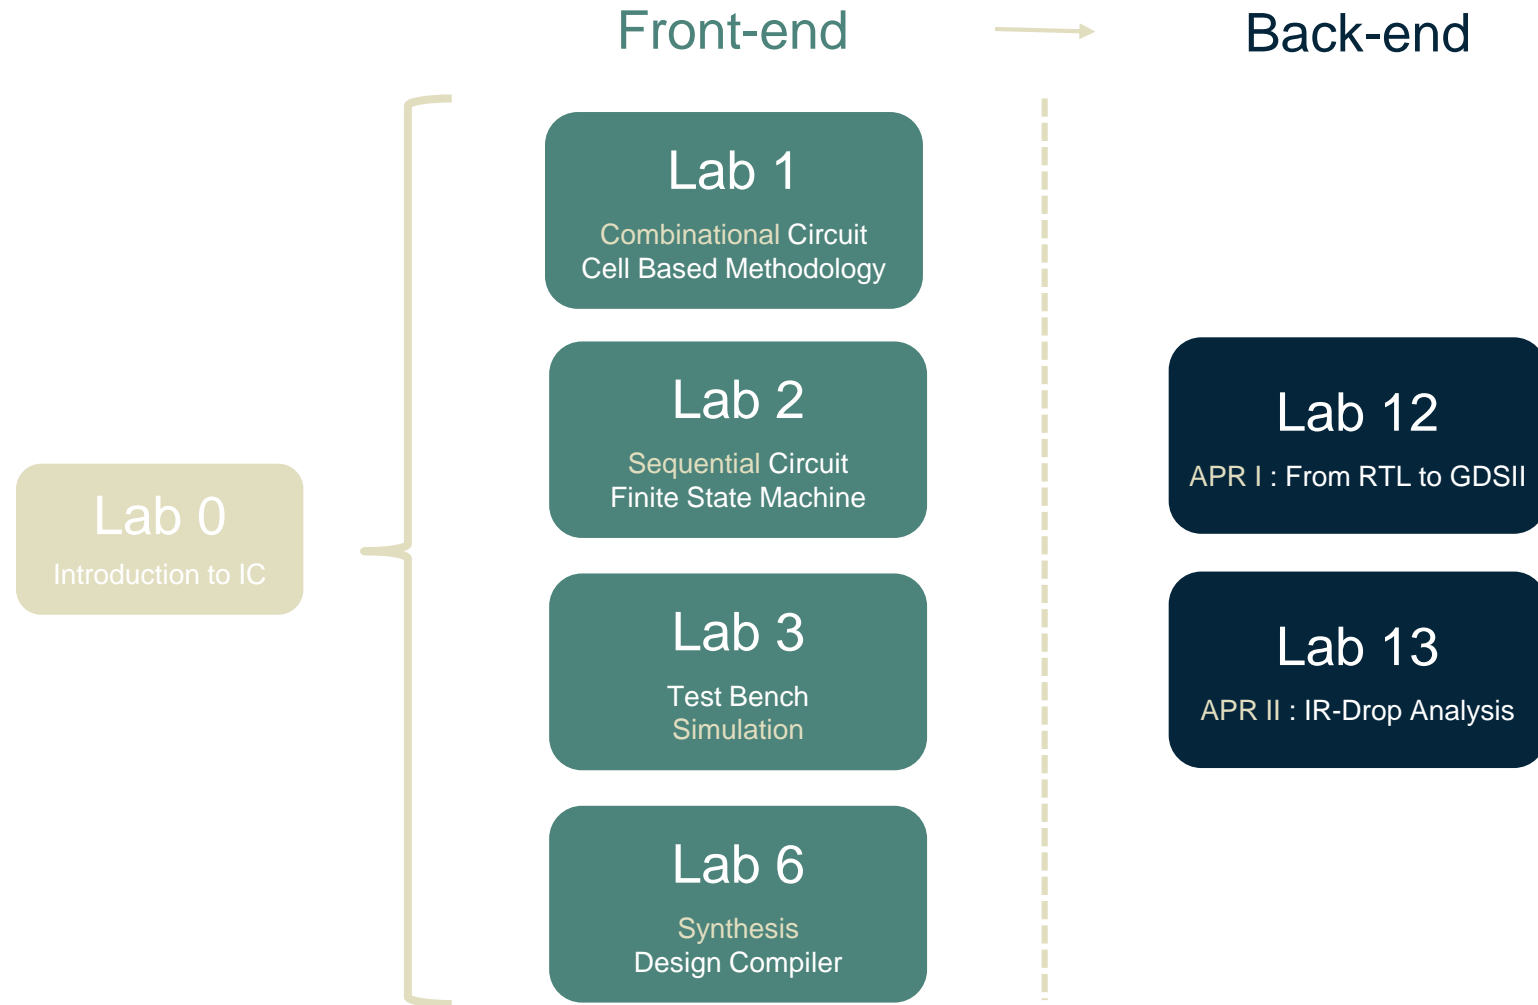 Front-end
Back-end
Lab 0
Introduction to IC
Lab 1
Combinational Circuit
Cell Based Methodology
Lab 2
Sequential Circuit
Finite State Machine
Lab 3
Test Bench
Simulation
Lab 6
Synthesis
Design Compiler
Lab 12
APR I : From RTL to GDSII
Lab 13
APR II : IR-Drop Analysis